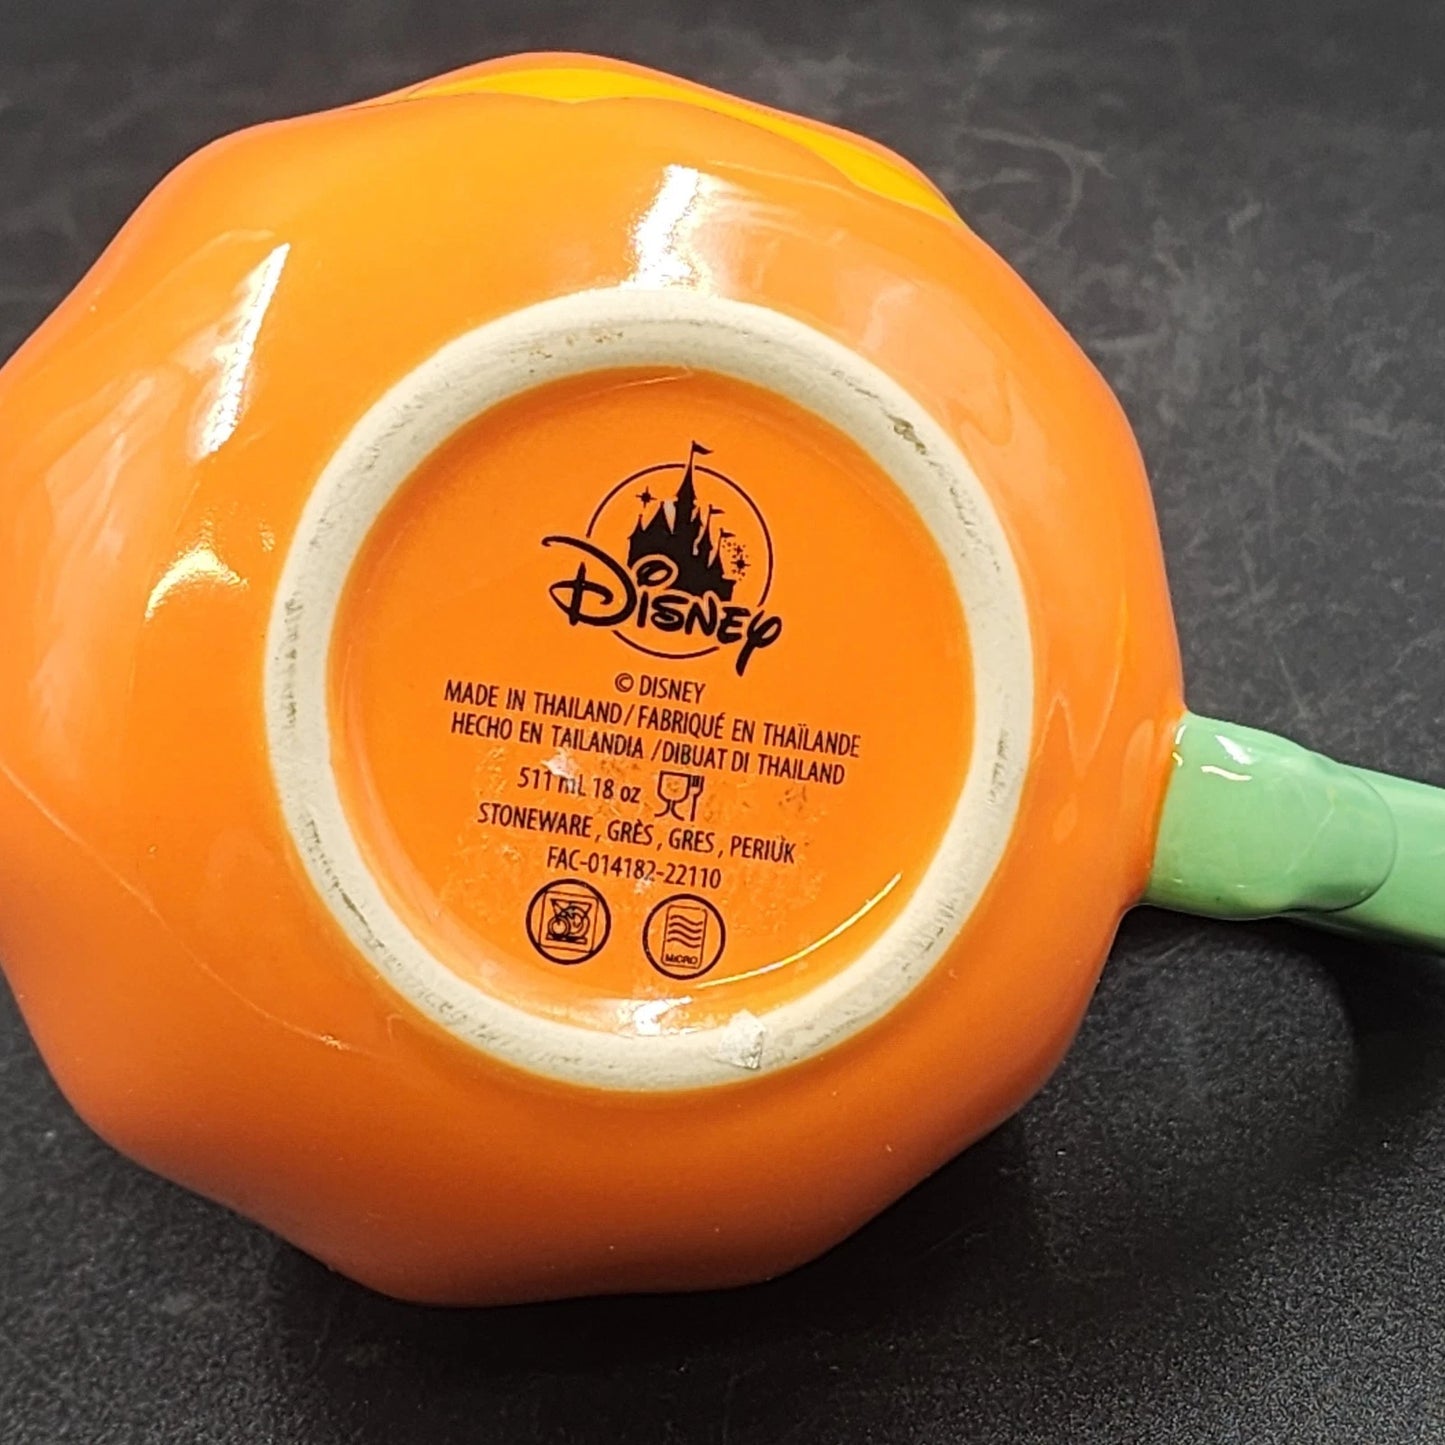 Disney
© DISNEY
MADE IN THAILAND / FABRIQUÉ EN THAÏLANDE
HECHO EN TAILANDIA / DIBUAT DI THAILAND
511 mL 18 oz
STONEWARE, GRÈS, GRES, PERIUK
FAC-014182-22110
MICRO